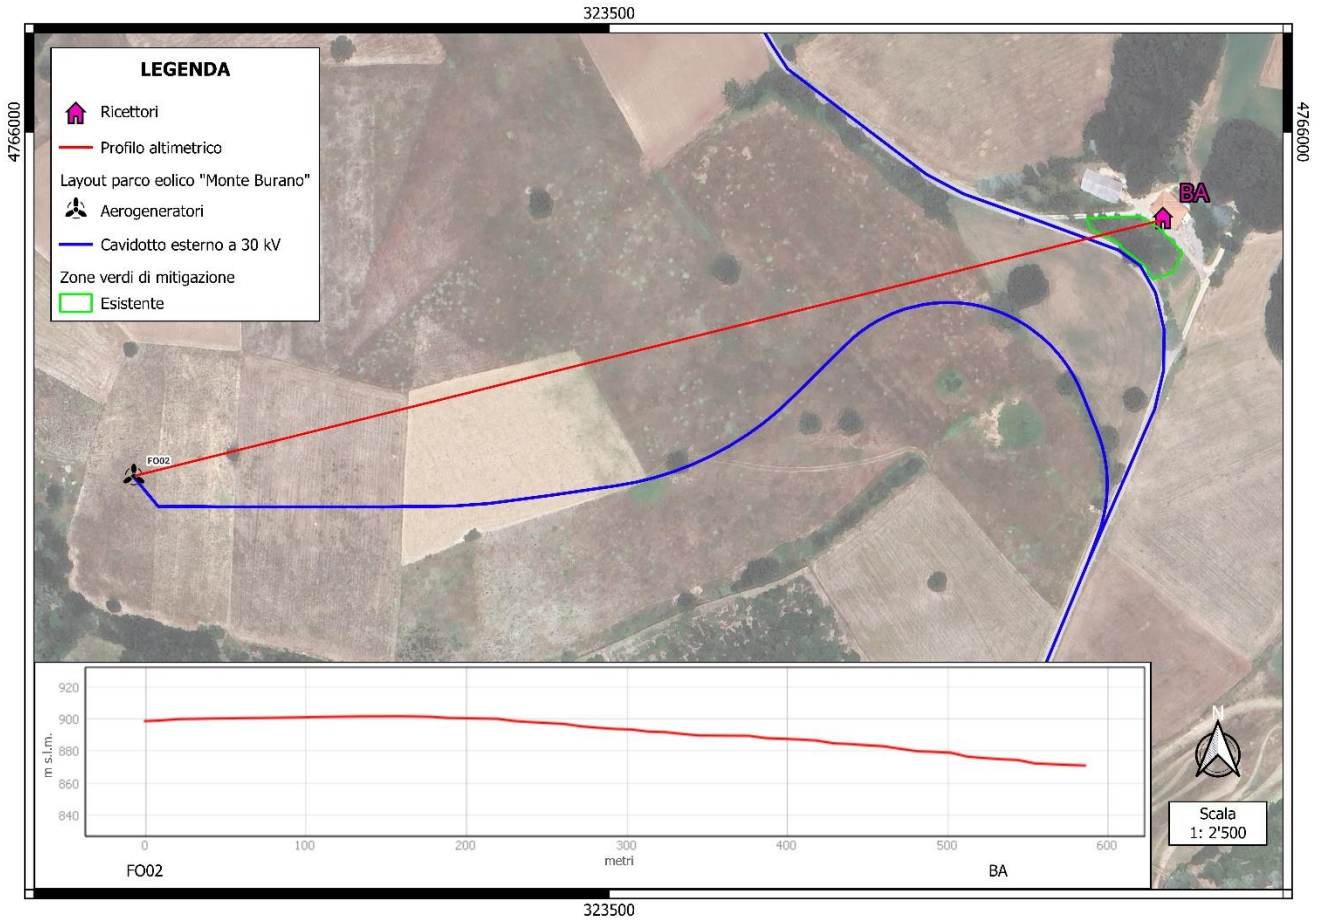 323500
4766000
4766000
LEGENDA
Ricettori
Profilo altimetrico
Layout parco eolico "Monte Burano"
Aerogeneratori
Cavidotto esterno a 30 kV
Zone verdi di mitigazione
Esistente
BA
FO02
920
900
880
860
840
m s.l.m.
0
100
200
300
400
500
600
metri
FO02
BA
N
Scala
1: 2'500
323500